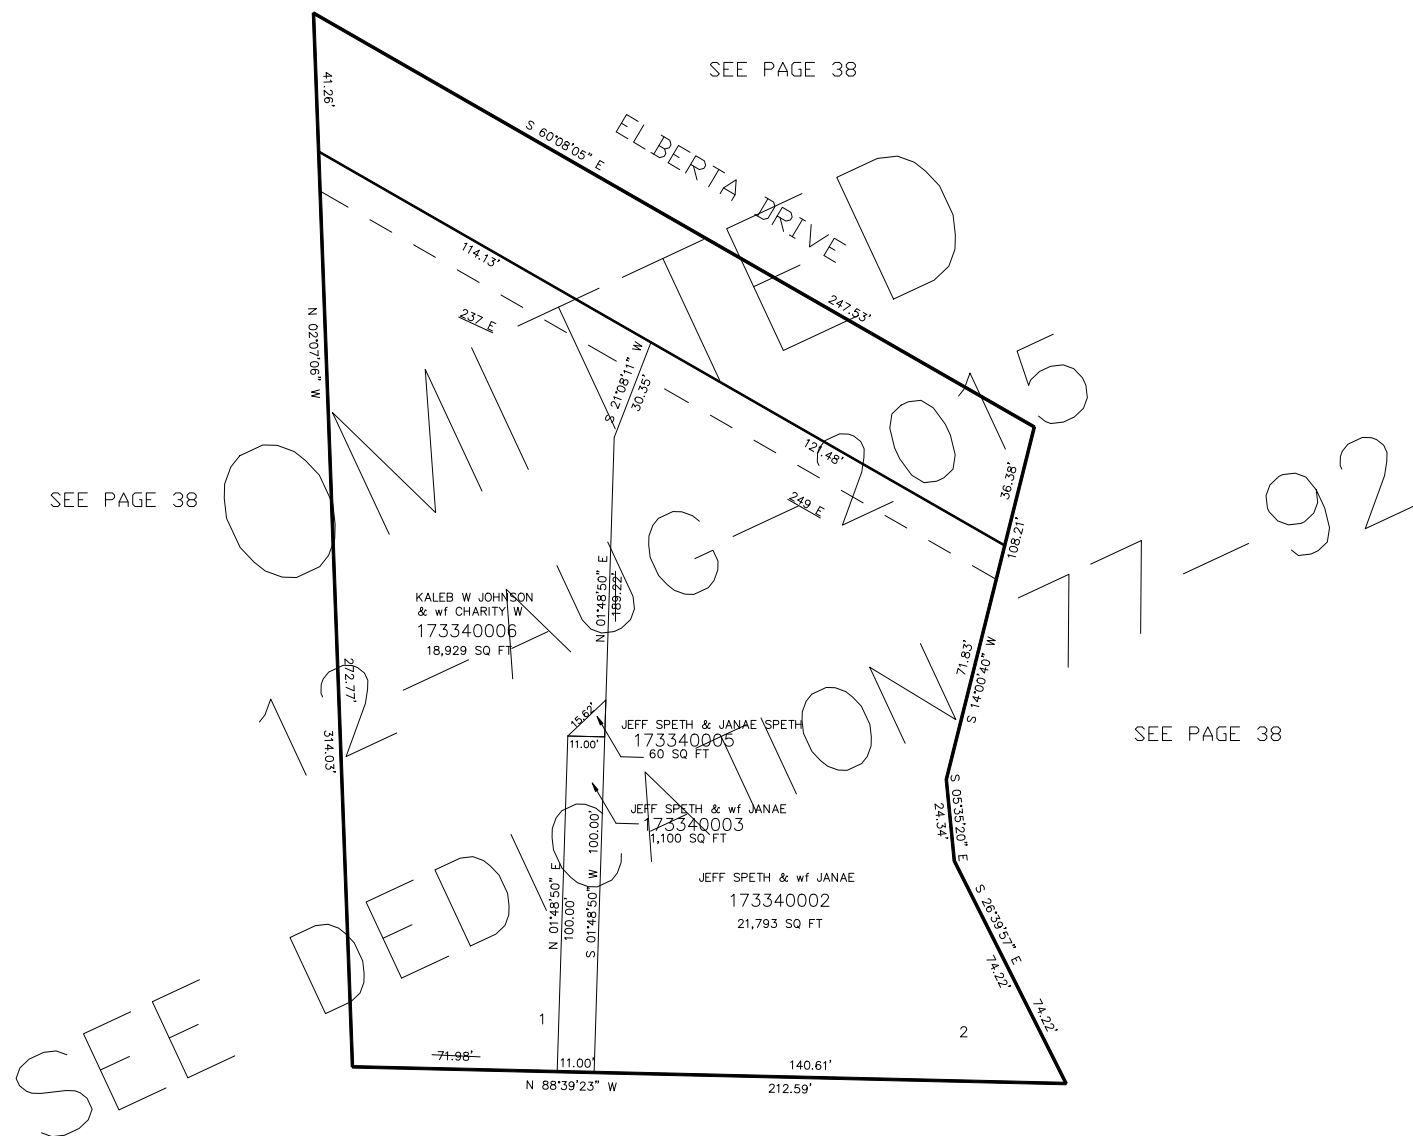 SEE PAGE 38
ELBERTA DRIVE
41.26'
S 60°08'05" E
247.53'
114.13'
237 E
N 02°07'06" W
S 21°08'11" W
30.35'
121.48'
249 E
36.38'
108.21'
SEE PAGE 38
KALEB W JOHNSON
& wf CHARITY W
173340006
18,929 SQ FT
N 01°48'50" E
189.22'
71.83'
S 14°00'40" W
272.77'
314.03'
15.62'
11.00'
JEFF SPETH & JANAE SPETH
173340005
60 SQ FT
SEE PAGE 38
JEFF SPETH & wf JANAE
173340003
1,100 SQ FT
S 05°35'20" E
24.34'
N 01°48'50" E
100.00'
S 01°48'50" W 100.00'
JEFF SPETH & wf JANAE
173340002
21,793 SQ FT
S 26°39'57" E
74.22'
74.22'
1
2
71.98'
11.00'
140.61'
N 88°39'23" W
212.59'
OMITTED
12-AUG-2015
SEE DEDICATION 77-92